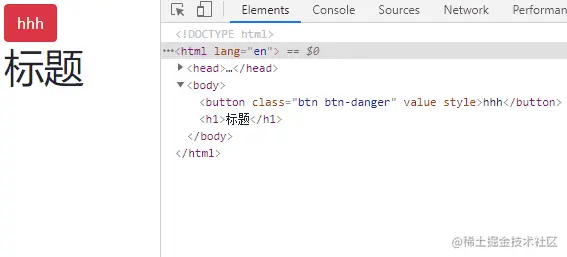 hhh
标题
Elements Console Sources Network Performan
<!DOCTYPE html>
···<html lang="en"> == $0
▶<head>…</head>
▼<body>
<button class="btn btn-danger" value style>hhh</button>
<h1>标题</h1>
</body>
</html>
@稀土掘金技术社区